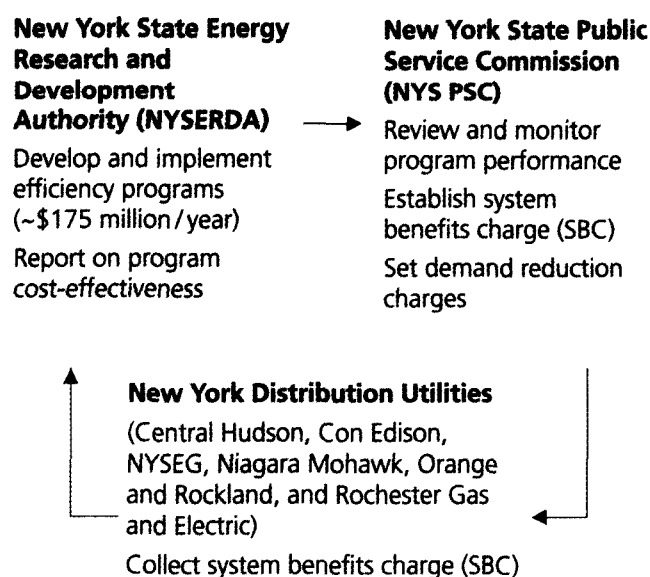 New York State Energy
Research and
Development
Authority (NYSERDA)
Develop and implement
efficiency programs
(~$175 million/year)
Report on program
cost-effectiveness
New York State Public
Service Commission
(NYS PSC)
Review and monitor
program performance
Establish system
benefits charge (SBC)
Set demand reduction
charges
New York Distribution Utilities
(Central Hudson, Con Edison,
NYSEG, Niagara Mohawk, Orange
and Rockland, and Rochester Gas
and Electric)
Collect system benefits charge (SBC)